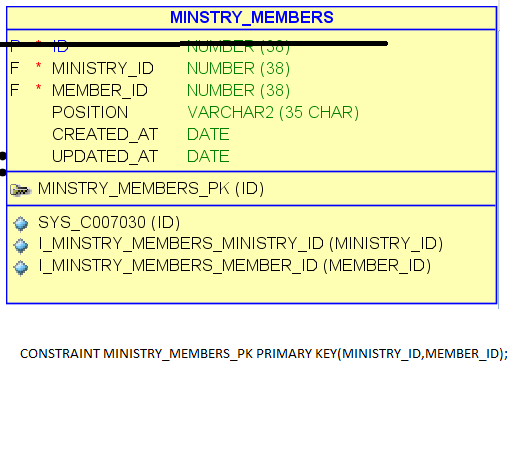 MINSTRY_MEMBERS
P * ID NUMBER (38)
F * MINISTRY_ID NUMBER (38)
F * MEMBER_ID NUMBER (38)
POSITION VARCHAR2 (35 CHAR)
CREATED_AT DATE
UPDATED_AT DATE
MINSTRY_MEMBERS_PK (ID)
SYS_C007030 (ID)
I_MINSTRY_MEMBERS_MINISTRY_ID (MINISTRY_ID)
I_MINSTRY_MEMBERS_MEMBER_ID (MEMBER_ID)
CONSTRAINT MINISTRY_MEMBERS_PK PRIMARY KEY(MINISTRY_ID,MEMBER_ID);